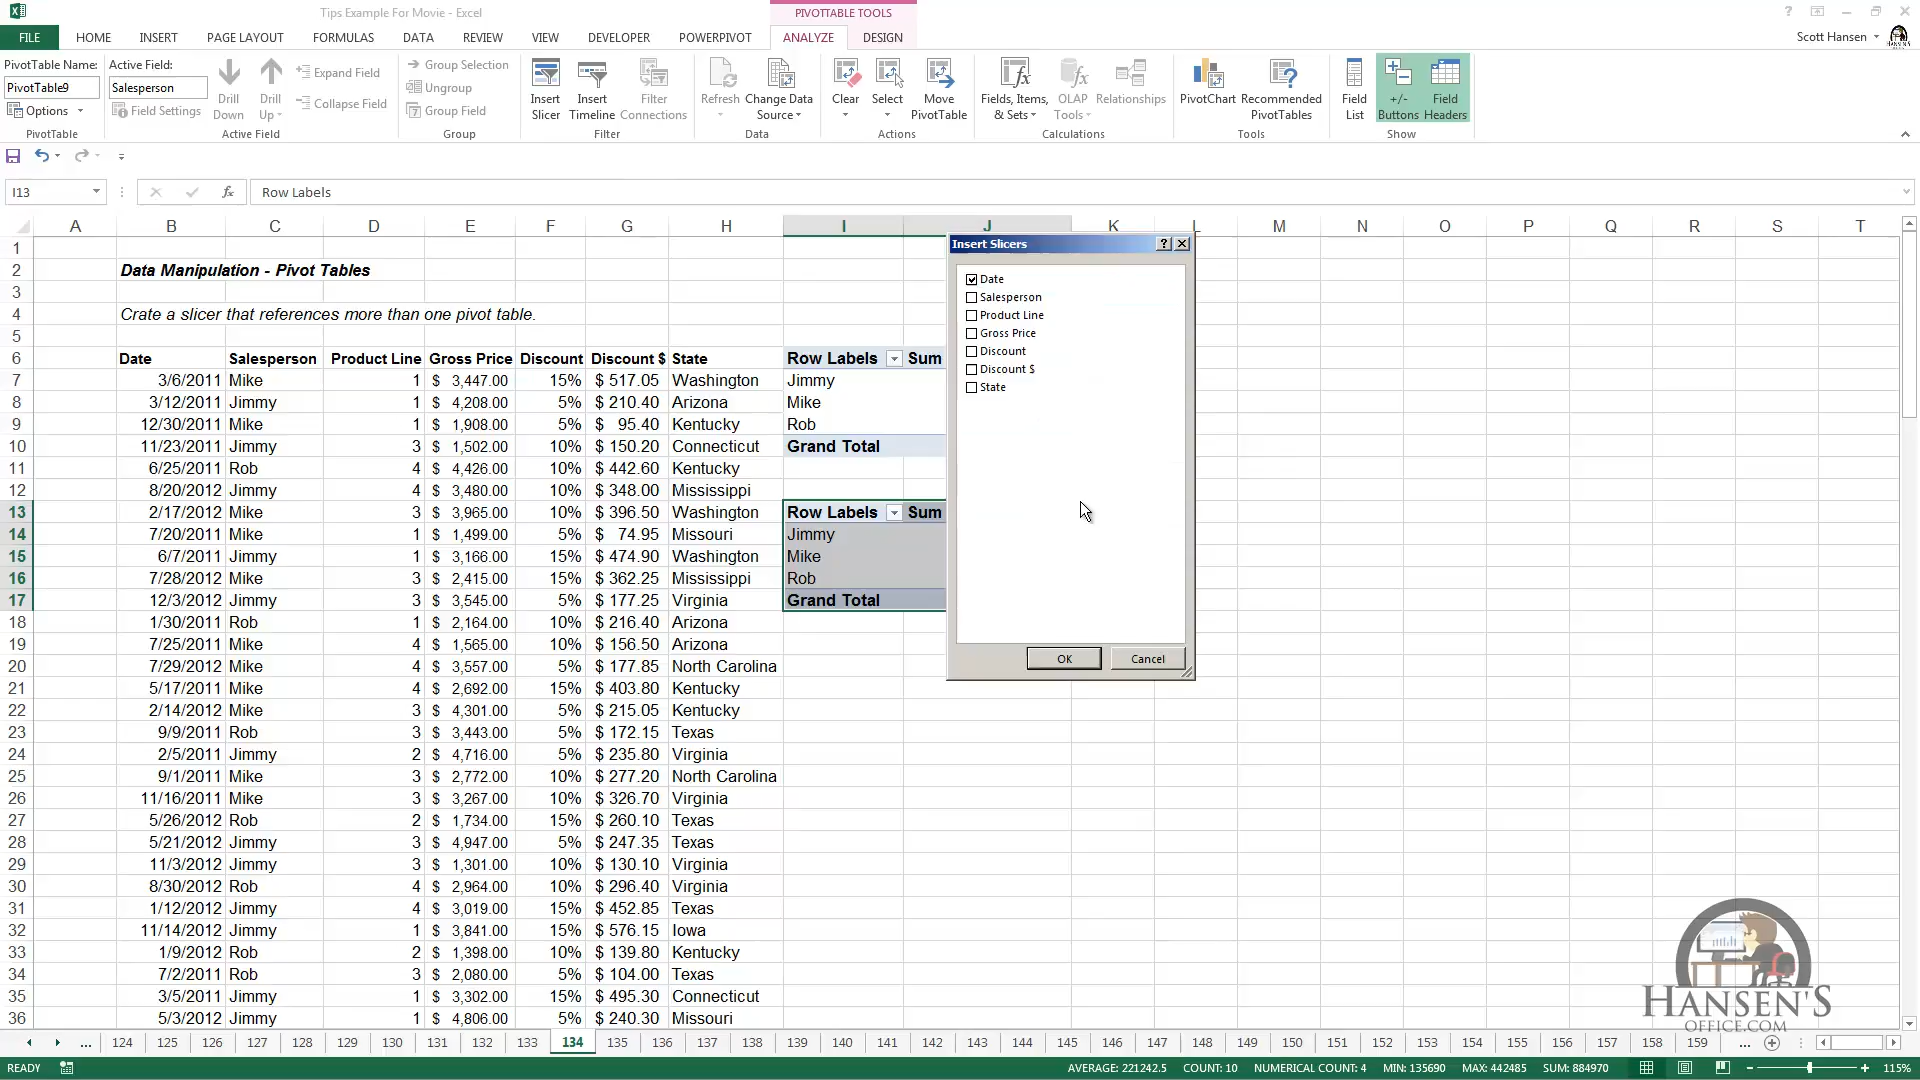 Tips Example For Movie - Excel
PIVOTTABLE TOOLS
FILE HOME INSERT PAGE LAYOUT FORMULAS DATA REVIEW VIEW DEVELOPER POWERPIVOT ANALYZE DESIGN
Scott Hansen
PivotTable Name:
PivotTable9
Options
PivotTable
Active Field:
Salesperson
Field Settings
Drill Down
Drill Up
Expand Field
Collapse Field
Active Field
Group Selection
Ungroup
Group Field
Group
Insert Slicer
Insert Timeline
Filter Connections
Filter
Refresh
Change Data Source
Data
Clear
Select
Move PivotTable
Actions
Fields, Items, & Sets
OLAP Tools
Relationships
Calculations
PivotChart
Recommended PivotTables
Tools
Field List
+/- Buttons
Field Headers
Show
I13
fx
Row Labels
A B C D E F G H I J K L M N O P Q R S T
1
2 Data Manipulation - Pivot Tables
3
4 Crate a slicer that references more than one pivot table.
5
6 Date Salesperson Product Line Gross Price Discount Discount $ State Row Labels Sum
7 3/6/2011 Mike 1 $ 3,447.00 15% $ 517.05 Washington Jimmy
8 3/12/2011 Jimmy 1 $ 4,208.00 5% $ 210.40 Arizona Mike
9 12/30/2011 Mike 1 $ 1,908.00 5% $ 95.40 Kentucky Rob
10 11/23/2011 Jimmy 3 $ 1,502.00 10% $ 150.20 Connecticut Grand Total
11 6/25/2011 Rob 4 $ 4,426.00 10% $ 442.60 Kentucky
12 8/20/2012 Jimmy 4 $ 3,480.00 10% $ 348.00 Mississippi
13 2/17/2012 Mike 3 $ 3,965.00 10% $ 396.50 Washington Row Labels Sum
14 7/20/2011 Mike 1 $ 1,499.00 5% $ 74.95 Missouri Jimmy
15 6/7/2011 Jimmy 1 $ 3,166.00 15% $ 474.90 Washington Mike
16 7/28/2012 Mike 3 $ 2,415.00 15% $ 362.25 Mississippi Rob
17 12/3/2012 Jimmy 3 $ 3,545.00 5% $ 177.25 Virginia Grand Total
18 1/30/2011 Rob 1 $ 2,164.00 10% $ 216.40 Arizona
19 7/25/2011 Mike 4 $ 1,565.00 10% $ 156.50 Arizona
20 7/29/2012 Mike 4 $ 3,557.00 5% $ 177.85 North Carolina
21 5/17/2011 Mike 4 $ 2,692.00 15% $ 403.80 Kentucky
22 2/14/2012 Mike 3 $ 4,301.00 5% $ 215.05 Kentucky
23 9/9/2011 Rob 3 $ 3,443.00 5% $ 172.15 Texas
24 2/5/2011 Jimmy 2 $ 4,716.00 5% $ 235.80 Virginia
25 9/1/2011 Mike 3 $ 2,772.00 10% $ 277.20 North Carolina
26 11/16/2011 Mike 3 $ 3,267.00 10% $ 326.70 Virginia
27 5/26/2012 Rob 2 $ 1,734.00 15% $ 260.10 Texas
28 5/21/2012 Jimmy 3 $ 4,947.00 5% $ 247.35 Texas
29 11/3/2012 Jimmy 3 $ 1,301.00 10% $ 130.10 Virginia
30 8/30/2012 Rob 4 $ 2,964.00 10% $ 296.40 Virginia
31 1/12/2012 Jimmy 4 $ 3,019.00 15% $ 452.85 Texas
32 11/14/2012 Jimmy 1 $ 3,841.00 15% $ 576.15 Iowa
33 1/9/2012 Rob 2 $ 1,398.00 10% $ 139.80 Kentucky
34 7/2/2011 Rob 3 $ 2,080.00 5% $ 104.00 Texas
35 3/5/2011 Jimmy 1 $ 3,302.00 15% $ 495.30 Connecticut
36 5/3/2012 Jimmy 1 $ 4,806.00 5% $ 240.30 Missouri
Insert Slicers
Date
Salesperson
Product Line
Gross Price
Discount
Discount $
State
OK Cancel
HANSEN'S
OFFICE.COM
... 124 125 126 127 128 129 130 131 132 133 134 135 136 137 138 139 140 141 142 143 144 145 146 147 148 149 150 151 152 153 154 155 156 157 158 159 ...
READY AVERAGE: 221242.5 COUNT: 10 NUMERICAL COUNT: 4 MIN: 135690 MAX: 442485 SUM: 884970 115%